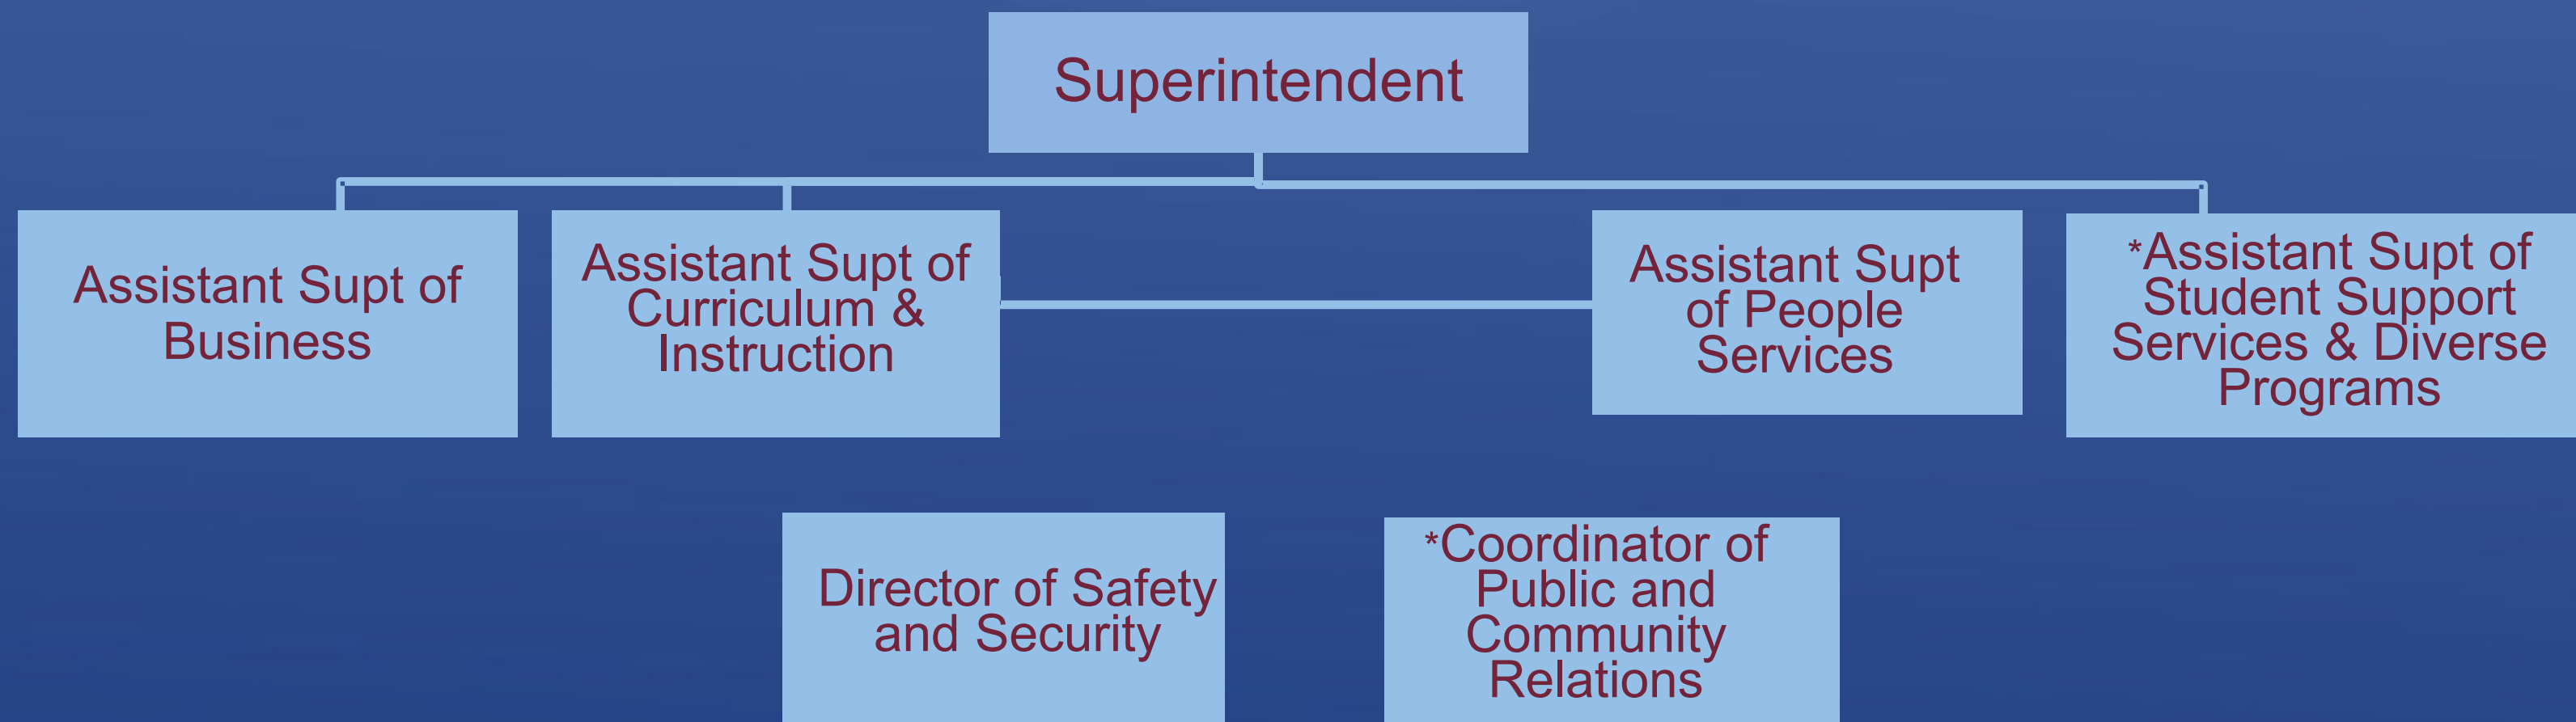 Superintendent
Assistant Supt of
Business
Assistant Supt of
Curriculum &
Instruction
Assistant Supt
of People
Services
*Assistant Supt of
Student Support
Services & Diverse
Programs
Director of Safety
and Security
*Coordinator of
Public and
Community
Relations